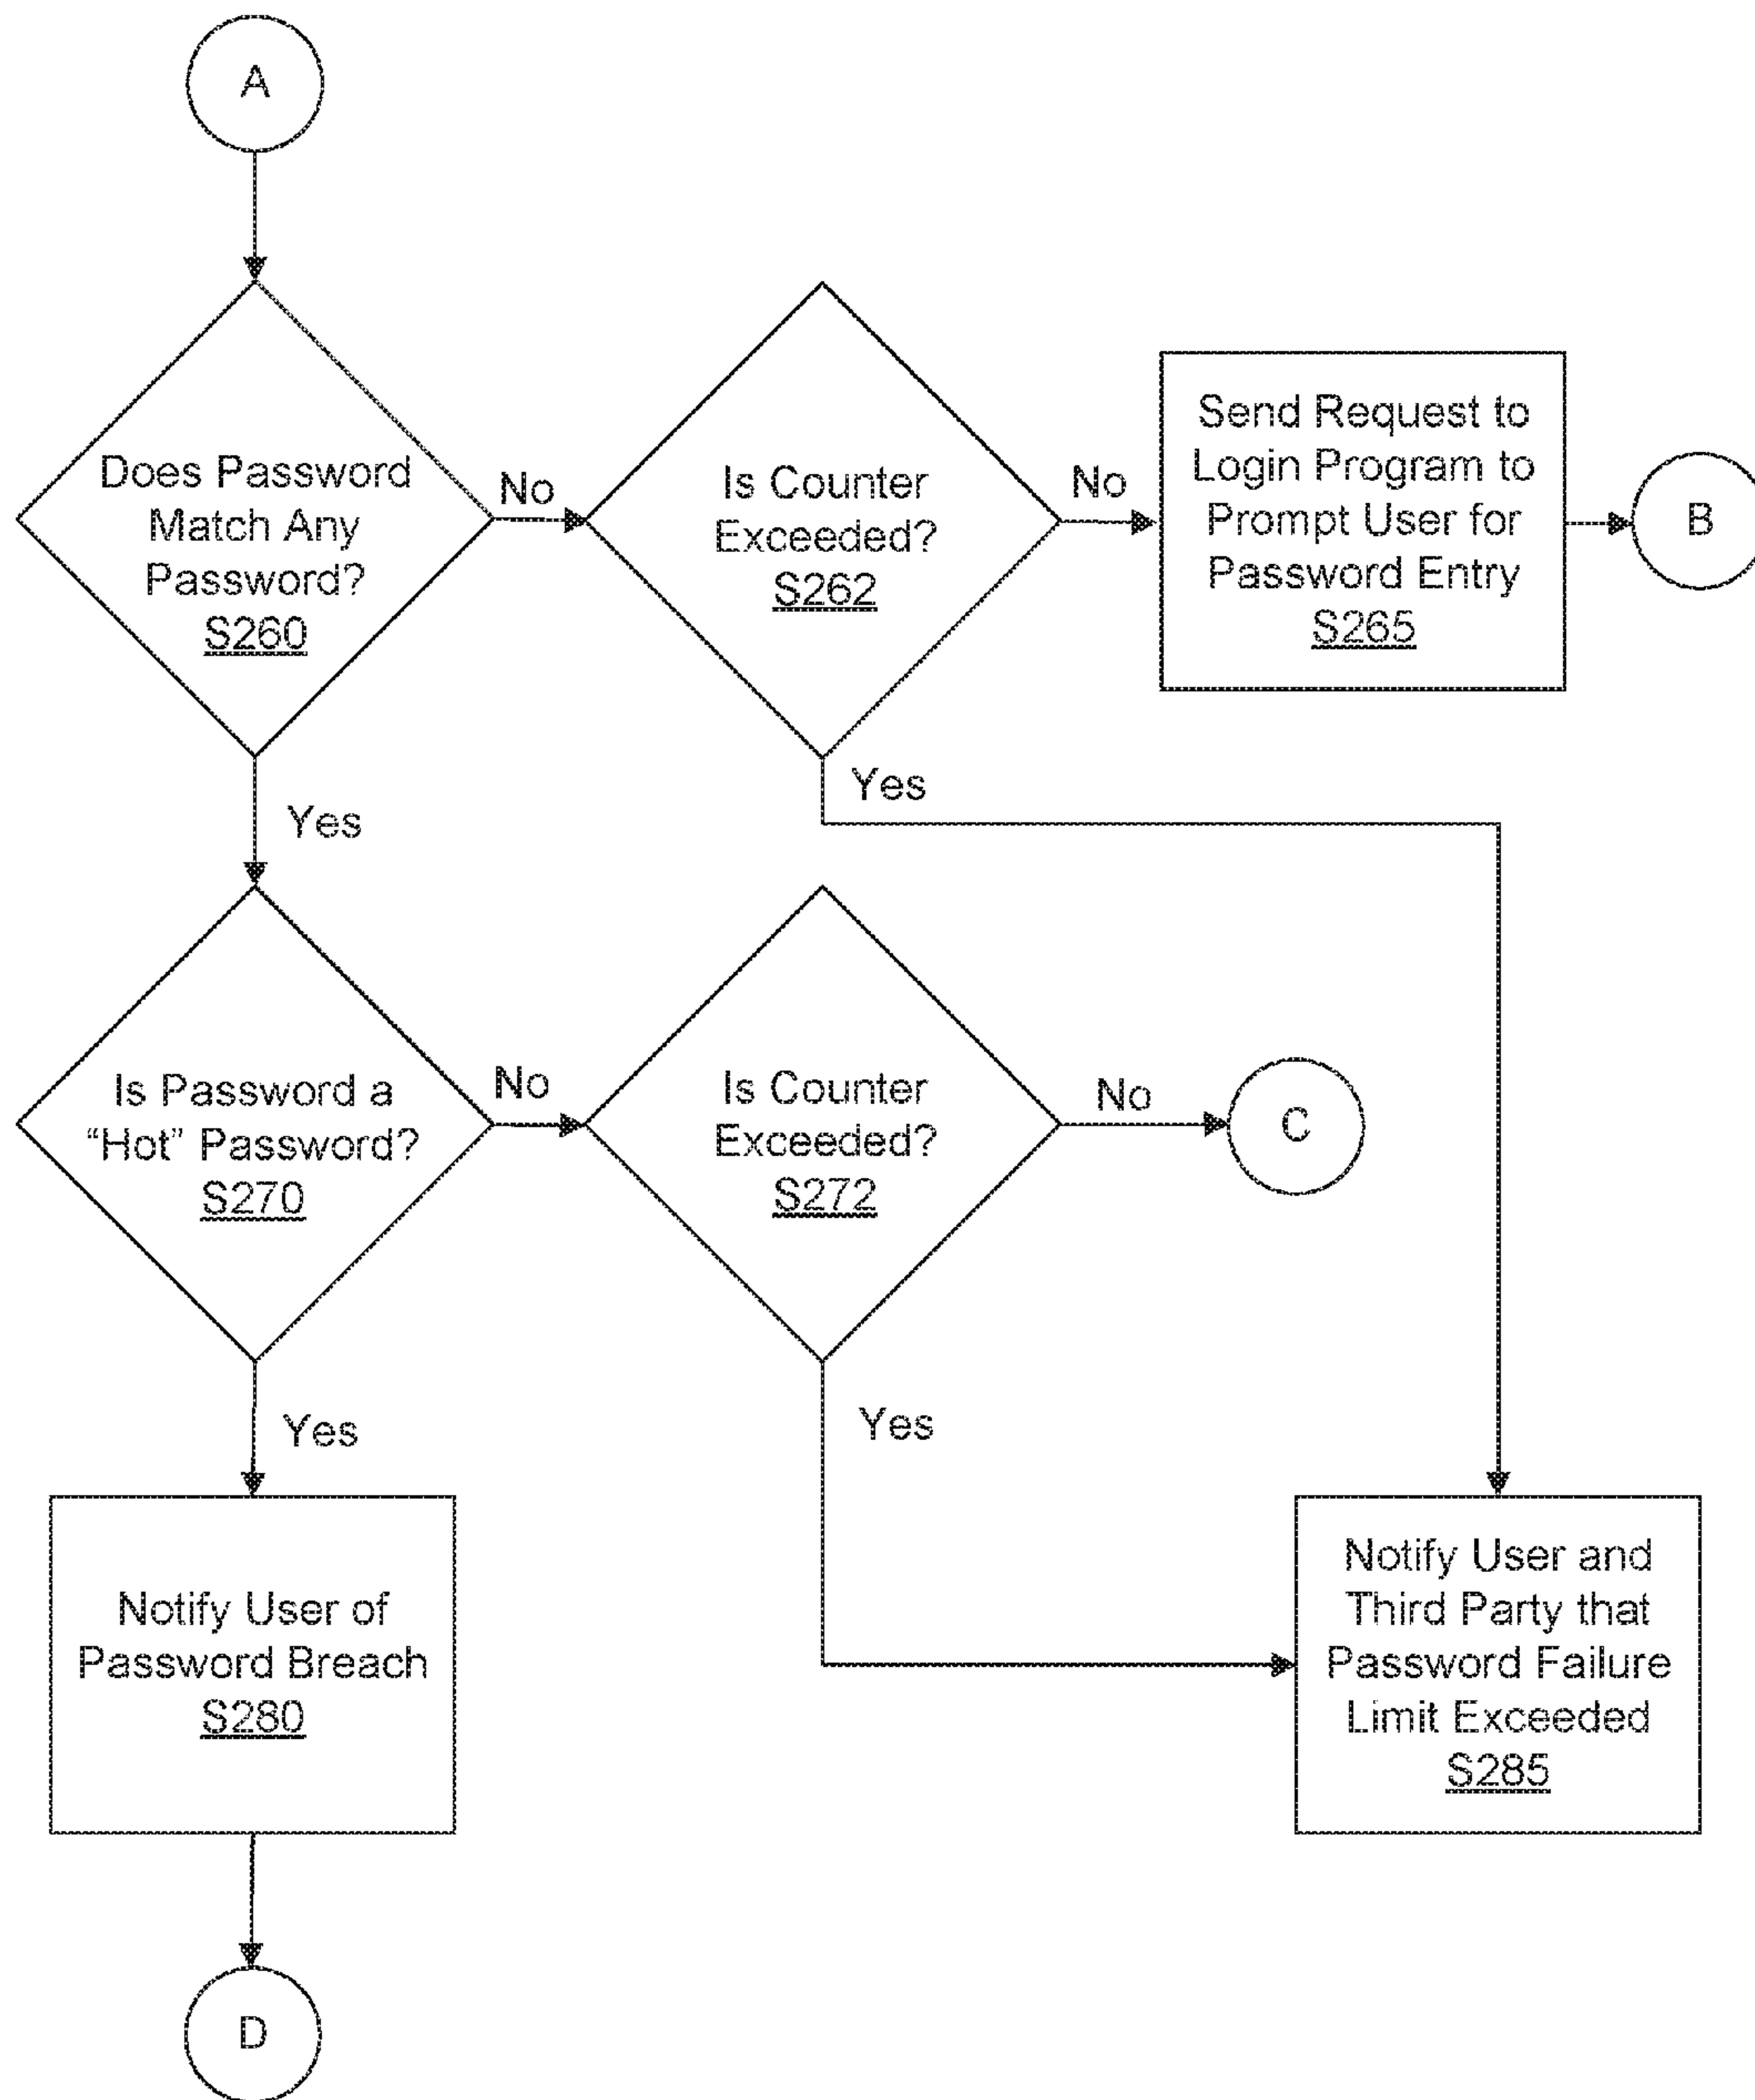 A
Does Password
Match Any
Password?
S260
No
Is Counter
Exceeded?
S262
No
Send Request to
Login Program to
Prompt User for
Password Entry
S265
B
Yes
Yes
Is Password a
“Hot” Password?
S270
No
Is Counter
Exceeded?
S272
No
C
Yes
Yes
Notify User of
Password Breach
S280
Notify User and
Third Party that
Password Failure
Limit Exceeded
S285
D